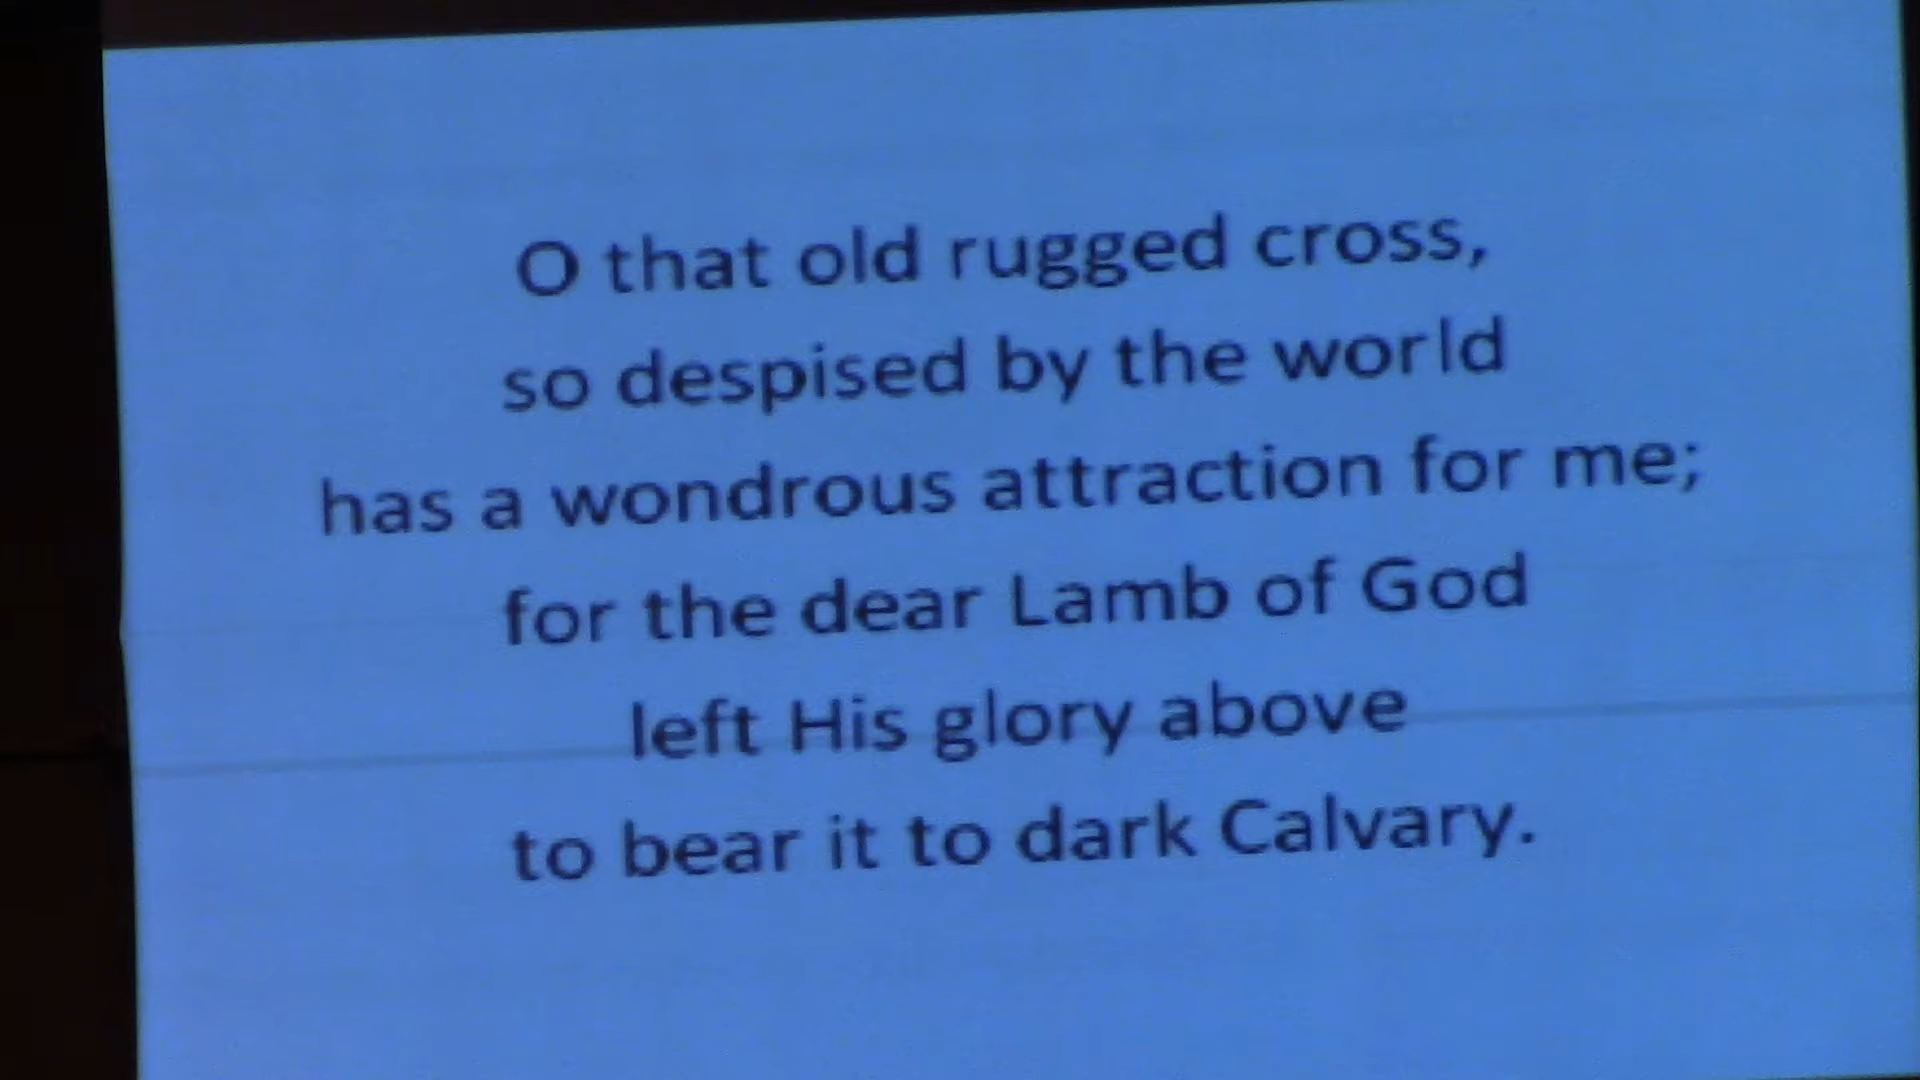 O that old rugged cross,
so despised by the world
has a wondrous attraction for me;
for the dear Lamb of God
left His glory above
to bear it to dark Calvary.